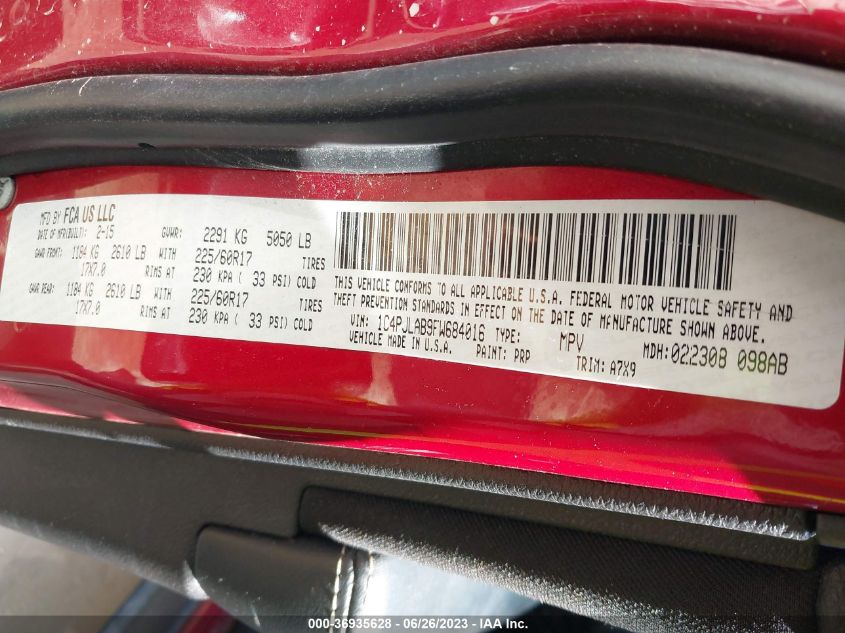 MFD BY FCA US LLC
DATE OF MFR(BUILT): 2-15 GVWR: 2291 KG 5050 LB
GAWR FRONT: 1184 KG 2610 LB WITH 225/60R17 TIRES
17X7.0 RIMS AT 230 KPA ( 33 PSI) COLD
GAWR REAR: 1184 KG 2610 LB WITH 225/60R17 TIRES
17X7.0 RIMS AT 230 KPA ( 33 PSI) COLD
THIS VEHICLE CONFORMS TO ALL APPLICABLE U.S.A. FEDERAL MOTOR VEHICLE SAFETY AND
THEFT PREVENTION STANDARDS IN EFFECT ON THE DATE OF MANUFACTURE SHOWN ABOVE.
VIN: 1C4PJLAB9FW684016 TYPE: MPV MDH:022308 098AB
VEHICLE MADE IN U.S.A. PAINT: PRP TRIM: A7X9
000-36935628 - 06/26/2023 - IAA Inc.